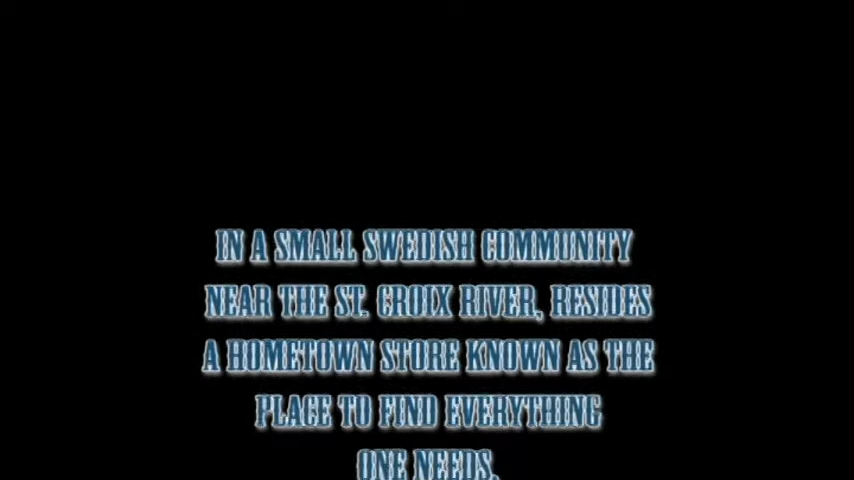 IN A SMALL SWEDISH COMMUNITY
NEAR THE ST. CROIX RIVER, RESIDES
A HOMETOWN STORE KNOWN AS THE
PLACE TO FIND EVERYTHING
ONE NEEDS.